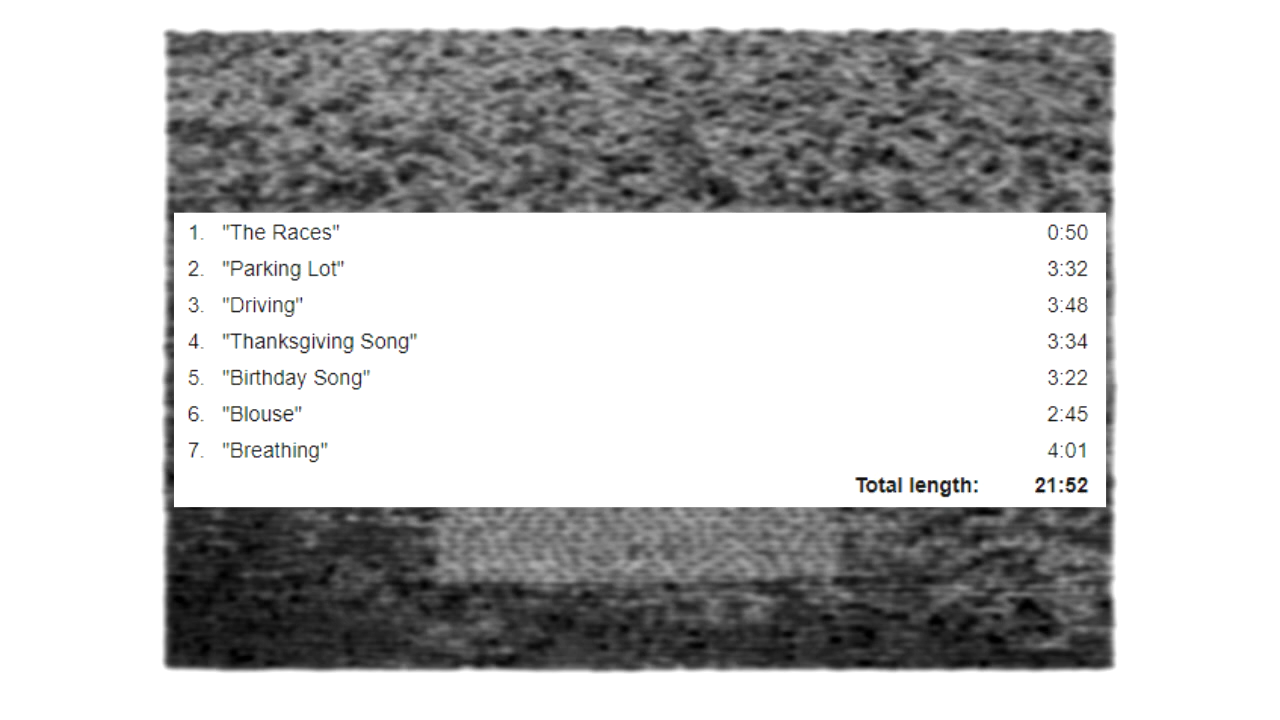 1. "The Races" 0:50
2. "Parking Lot" 3:32
3. "Driving" 3:48
4. "Thanksgiving Song" 3:34
5. "Birthday Song" 3:22
6. "Blouse" 2:45
7. "Breathing" 4:01
Total length: 21:52